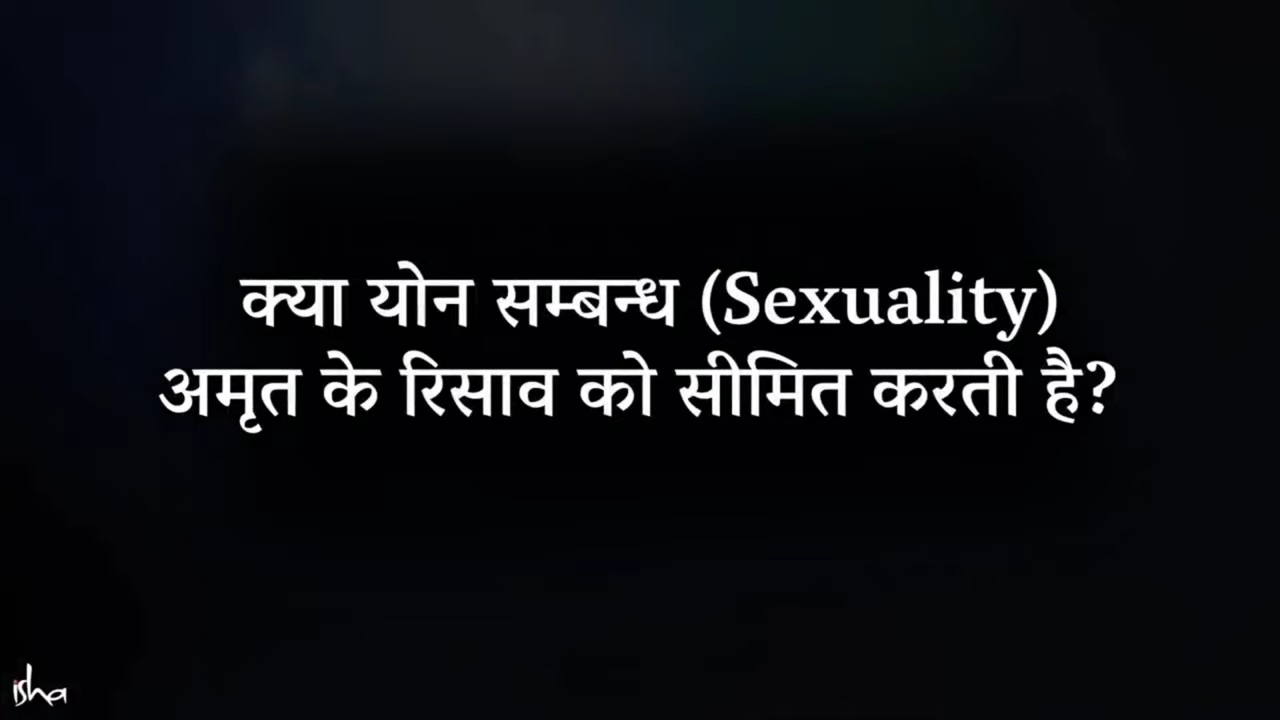 क्या योन सम्बन्ध (Sexuality)
अमृत के रिसाव को सीमित करती है?
isha